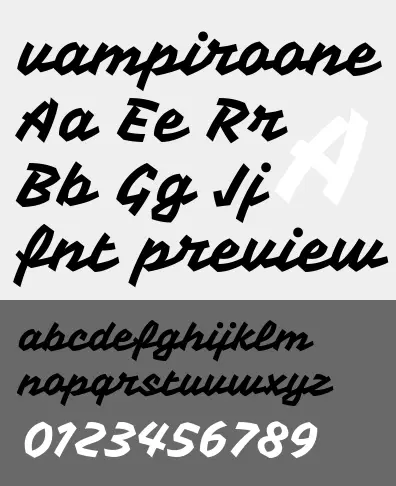 vampiroone
Aa Ee Rr
A
Bb Gg Jj
fnt preview
abcdefghijklm
nopqrstuvwxyz
0123456789